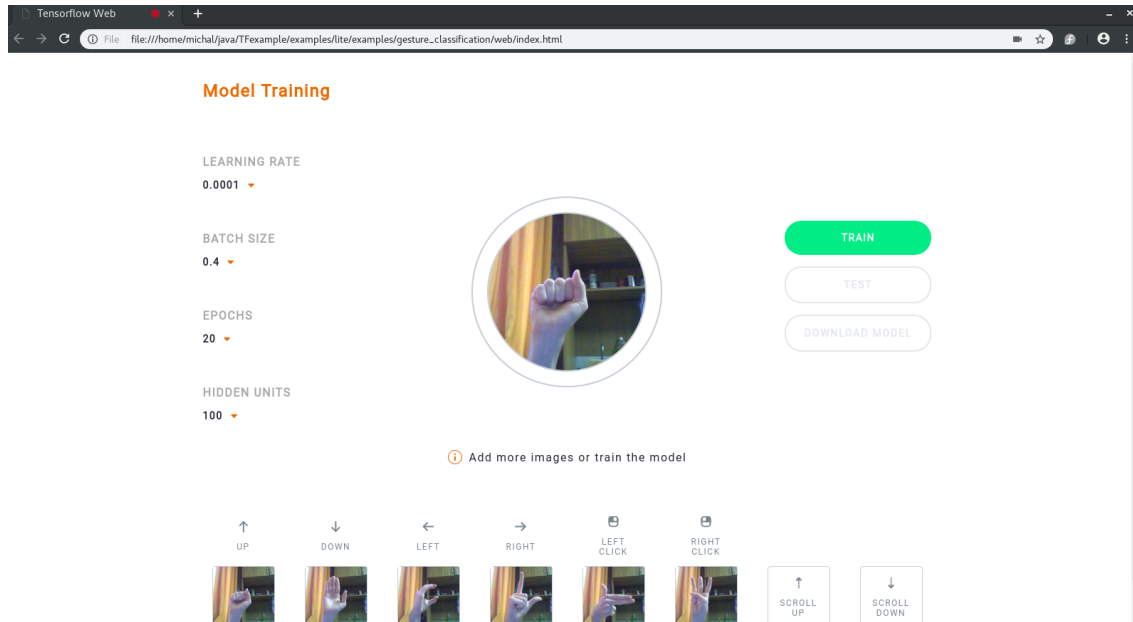 Tensorflow Web
File file:///home/michal/java/TFexample/examples/lite/examples/gesture_classification/web/index.html
Model Training
LEARNING RATE
0.0001
BATCH SIZE
0.4
EPOCHS
20
HIDDEN UNITS
100
TRAIN
TEST
DOWNLOAD MODEL
Add more images or train the model
UP
DOWN
LEFT
RIGHT
LEFT
CLICK
RIGHT
CLICK
SCROLL
UP
SCROLL
DOWN